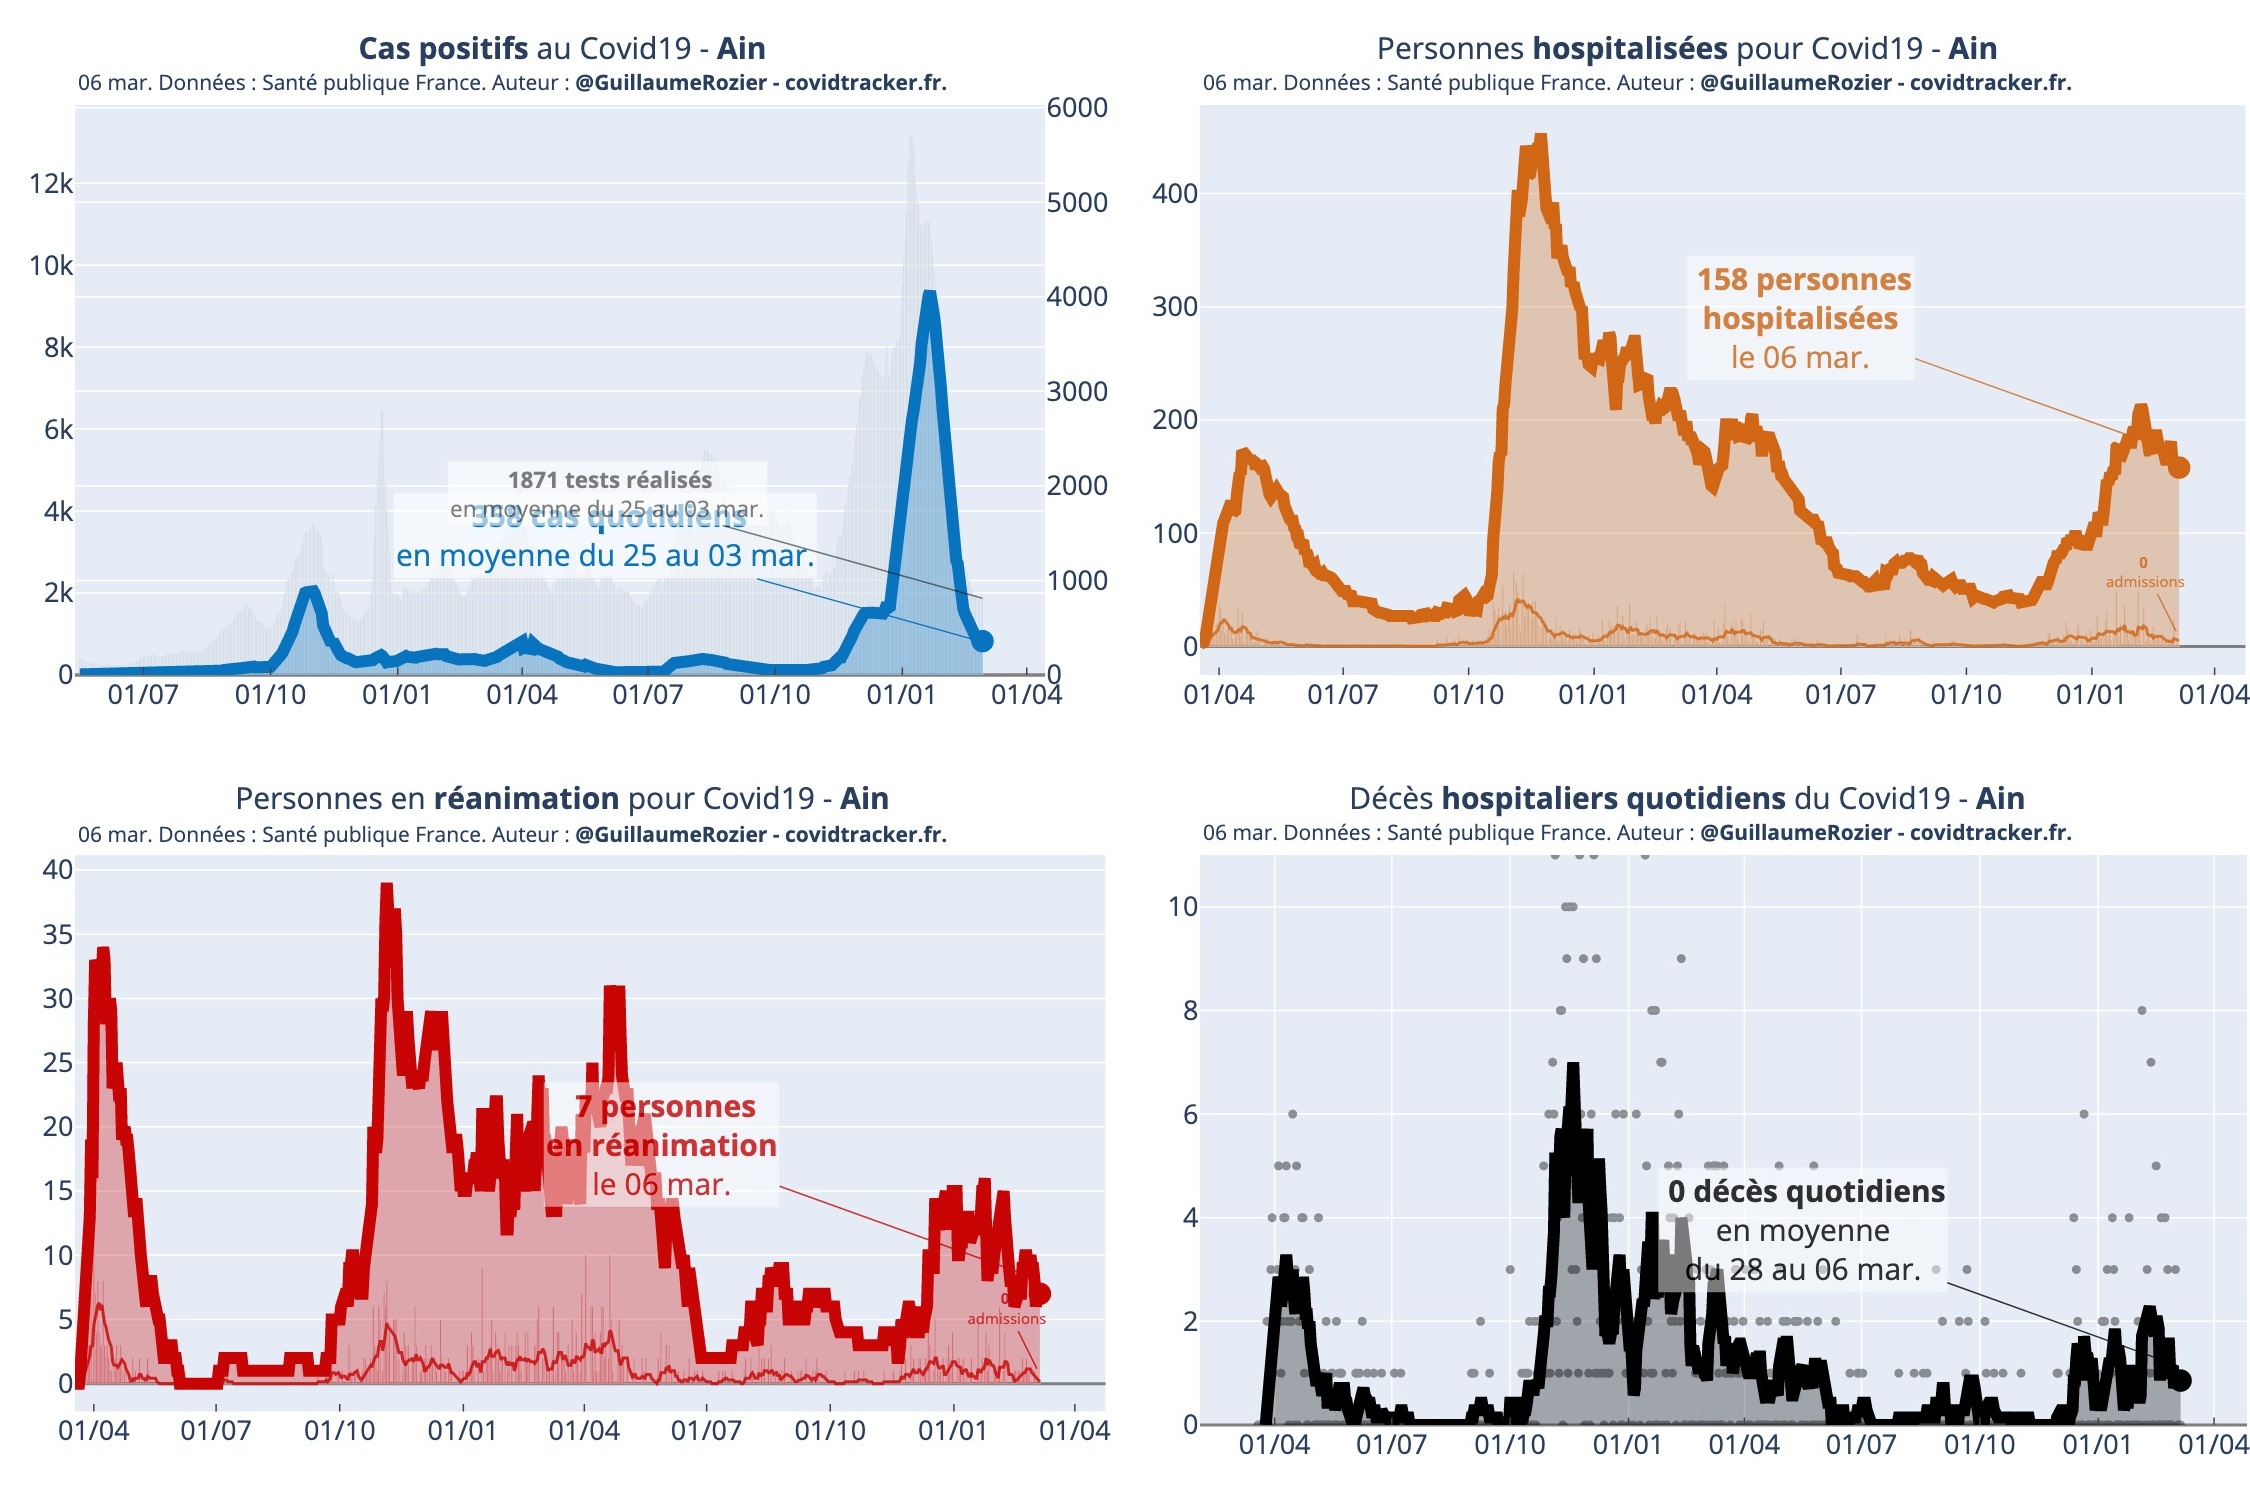 Cas positifs au Covid19 - Ain
06 mar. Données : Santé publique France. Auteur : @GuillaumeRozier - covidtracker.fr.
12k
10k
8k
6k
4k
2k
0
6000
5000
4000
3000
2000
1000
0
1871 tests réalisés
en moyenne du 25 au 03 mar.
358 cas quotidiens
en moyenne du 25 au 03 mar.
01/07 01/10 01/01 01/04 01/07 01/10 01/01 01/04
Personnes hospitalisées pour Covid19 - Ain
06 mar. Données : Santé publique France. Auteur : @GuillaumeRozier - covidtracker.fr.
400
300
200
100
0
158 personnes
hospitalisées
le 06 mar.
0
admissions
01/04 01/07 01/10 01/01 01/04 01/07 01/10 01/01 01/04
Personnes en réanimation pour Covid19 - Ain
06 mar. Données : Santé publique France. Auteur : @GuillaumeRozier - covidtracker.fr.
40
35
30
25
20
15
10
5
0
7 personnes
en réanimation
le 06 mar.
0
admissions
01/04 01/07 01/10 01/01 01/04 01/07 01/10 01/01 01/04
Décès hospitaliers quotidiens du Covid19 - Ain
06 mar. Données : Santé publique France. Auteur : @GuillaumeRozier - covidtracker.fr.
10
8
6
4
2
0
0 décès quotidiens
en moyenne
du 28 au 06 mar.
01/04 01/07 01/10 01/01 01/04 01/07 01/10 01/01 01/04